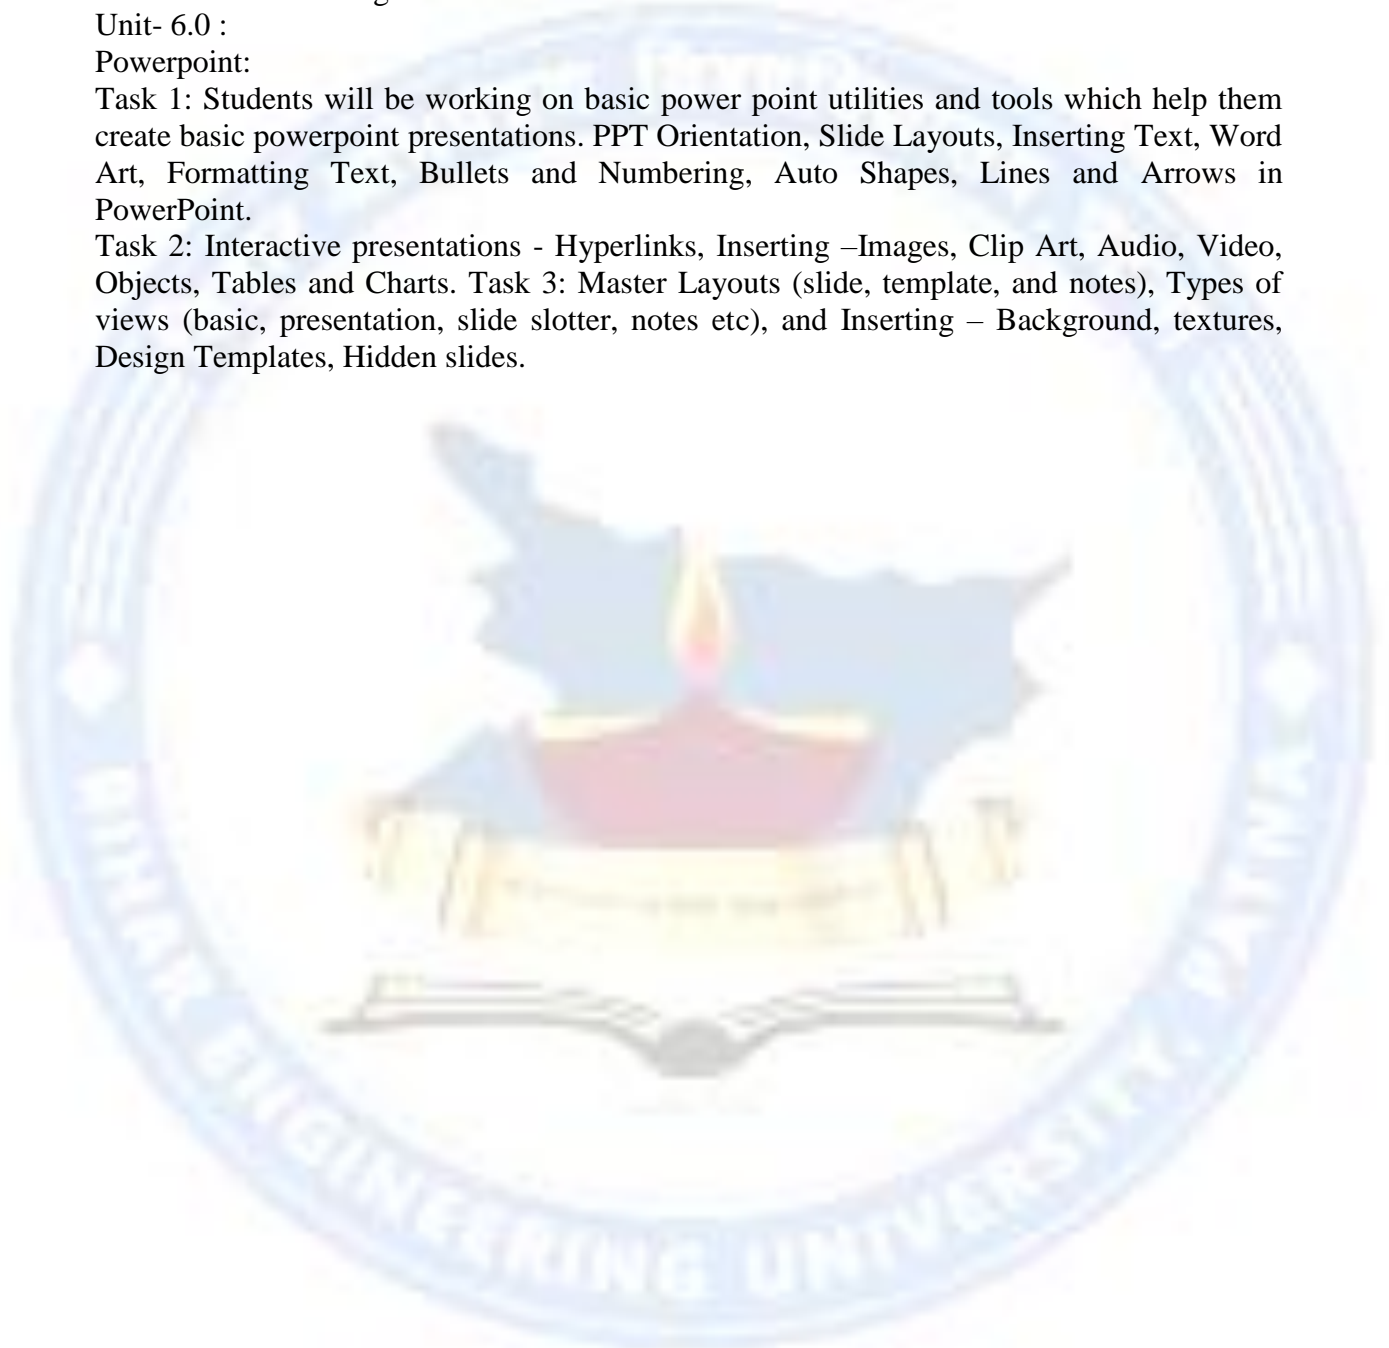 Unit- 6.0 :
Powerpoint:
Task 1: Students will be working on basic power point utilities and tools which help them
create basic powerpoint presentations. PPT Orientation, Slide Layouts, Inserting Text, Word
Art, Formatting Text, Bullets and Numbering, Auto Shapes, Lines and Arrows in
PowerPoint.
Task 2: Interactive presentations - Hyperlinks, Inserting –Images, Clip Art, Audio, Video,
Objects, Tables and Charts. Task 3: Master Layouts (slide, template, and notes), Types of
views (basic, presentation, slide slotter, notes etc), and Inserting – Background, textures,
Design Templates, Hidden slides.
BIHAR ENGINEERING UNIVERSITY, PATNA